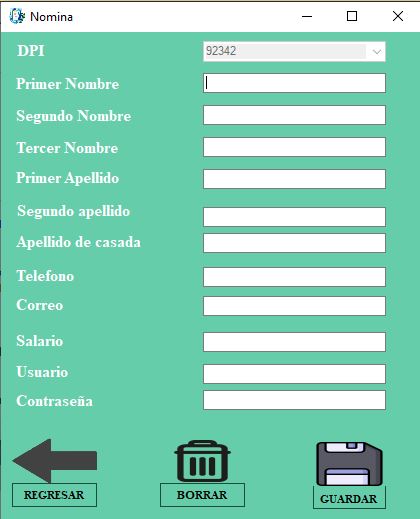 Nomina
DPI 92342
Primer Nombre
Segundo Nombre
Tercer Nombre
Primer Apellido
Segundo apellido
Apellido de casada
Telefono
Correo
Salario
Usuario
Contraseña
REGRESAR BORRAR GUARDAR